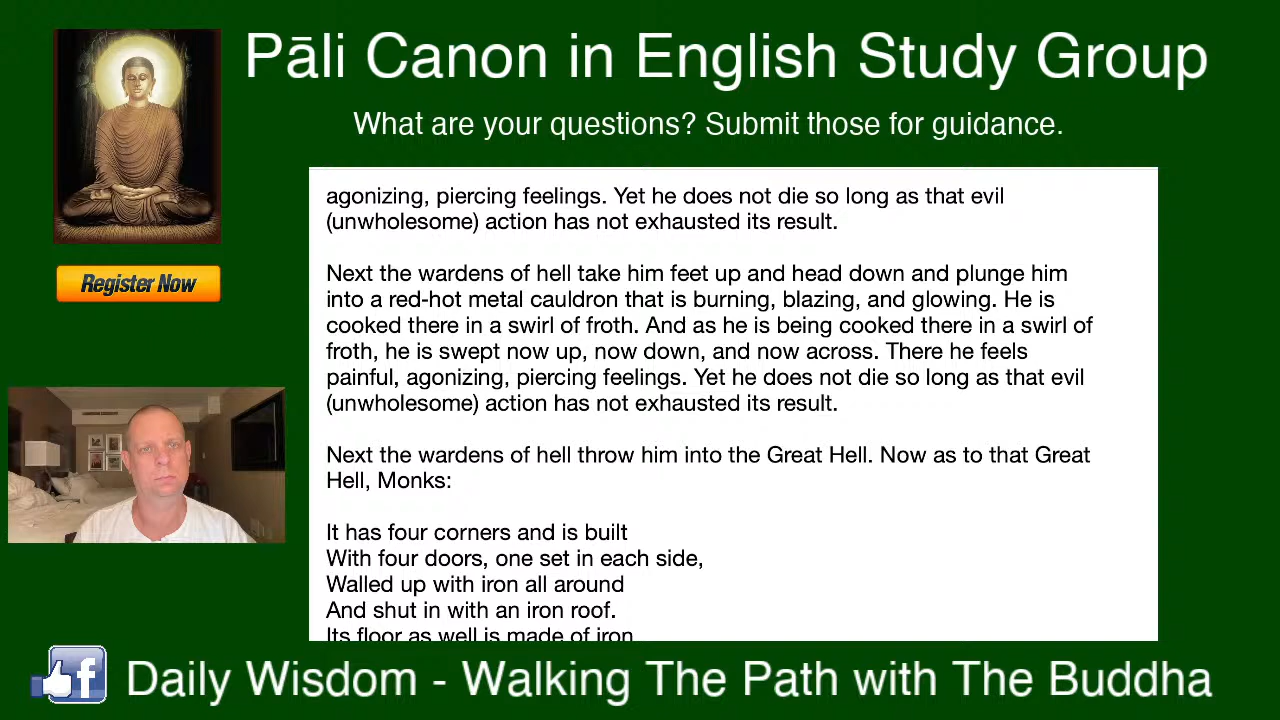 Pāli Canon in English Study Group
What are your questions? Submit those for guidance.
Register Now
agonizing, piercing feelings. Yet he does not die so long as that evil
(unwholesome) action has not exhausted its result.
Next the wardens of hell take him feet up and head down and plunge him
into a red-hot metal cauldron that is burning, blazing, and glowing. He is
cooked there in a swirl of froth. And as he is being cooked there in a swirl of
froth, he is swept now up, now down, and now across. There he feels
painful, agonizing, piercing feelings. Yet he does not die so long as that evil
(unwholesome) action has not exhausted its result.
Next the wardens of hell throw him into the Great Hell. Now as to that Great
Hell, Monks:
It has four corners and is built
With four doors, one set in each side,
Walled up with iron all around
And shut in with an iron roof.
Its floor as well is made of iron
f
Daily Wisdom - Walking The Path with The Buddha